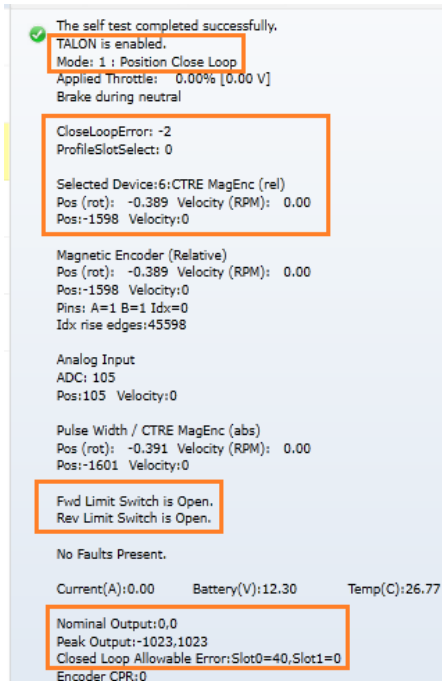 The self test completed successfully.
TALON is enabled.
Mode: 1 : Position Close Loop
Applied Throttle: 0.00% [0.00 V]
Brake during neutral
CloseLoopError: -2
ProfileSlotSelect: 0
Selected Device:6:CTRE MagEnc (rel)
Pos (rot): -0.389 Velocity (RPM): 0.00
Pos:-1598 Velocity:0
Magnetic Encoder (Relative)
Pos (rot): -0.389 Velocity (RPM): 0.00
Pos:-1598 Velocity:0
Pins: A=1 B=1 Idx=0
Idx rise edges:45598
Analog Input
ADC: 105
Pos:105 Velocity:0
Pulse Width / CTRE MagEnc (abs)
Pos (rot): -0.391 Velocity (RPM): 0.00
Pos:-1601 Velocity:0
Fwd Limit Switch is Open.
Rev Limit Switch is Open.
No Faults Present.
Current(A):0.00 Battery(V):12.30 Temp(C):26.77
Nominal Output:0,0
Peak Output:-1023,1023
Closed Loop Allowable Error:Slot0=40,Slot1=0
Encoder CPR:0